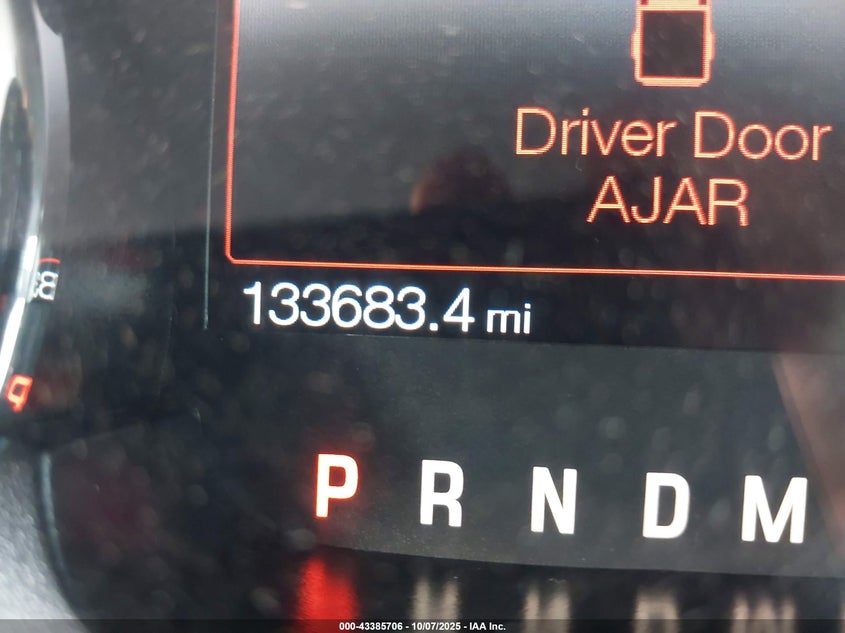 Driver Door
AJAR
133683.4 mi
P R N D M
000-43385706 - 10/07/2025 - IAA Inc.